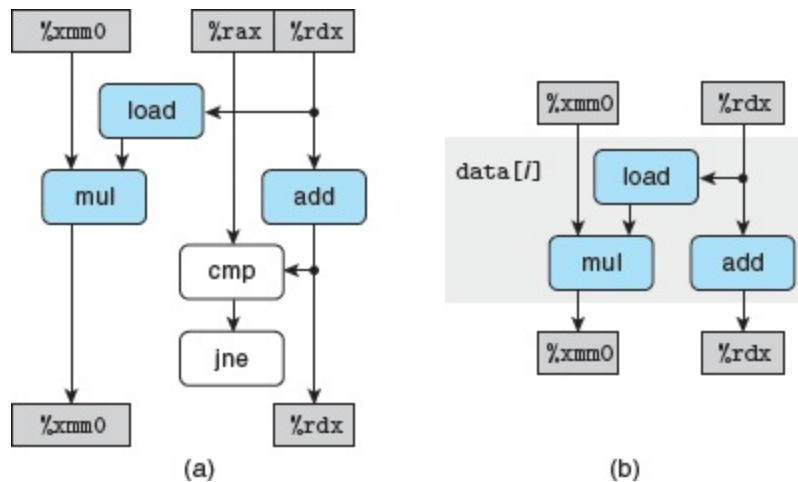 %xmm0 %rax %rdx
load
mul add
cmp
jne
%xmm0 %rdx
(a)
%xmm0 %rdx
data[i] load
mul add
%xmm0 %rdx
(b)